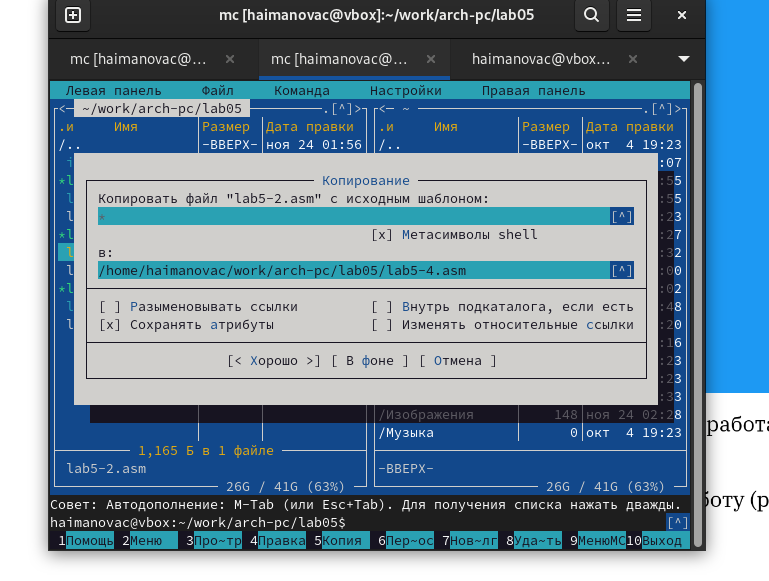 mc [haimanovac@vbox]:~/work/arch-pc/lab05
mc [haimanovac@... mc [haimanovac@... haimanovac@vbox...
Левая панель Файл Команда Настройки Правая панель
<─ ~/work/arch-pc/lab05 .[^]> <─ ~ .[^]>
.и Имя Размер Дата правки .и Имя Размер Дата правки
/.. -ВВЕРХ- ноя 24 01:56 /.. -ВВЕРХ- окт 4 19:23
:07
Копирование
*l :55
Копировать файл "lab5-2.asm" с исходным шаблоном:
l :55
* [^]
l :23
[x] Метасимволы shell
*l :27
в:
l :32
/home/haimanovac/work/arch-pc/lab05/lab5-4.asm [^]
l :00
*l :02
[ ] Разыменовывать ссылки [ ] Внутрь подкаталога, если есть
l :48
[x] Сохранять атрибуты [ ] Изменять относительные ссылки
l :20
:16
[< Хорошо >] [ В фоне ] [ Отмена ]
:23
:23
:33
/Изображения 148 ноя 24 02:28
/Музыка 0 окт 4 19:23
1,165 Б в 1 файле
lab5-2.asm -ВВЕРХ-
26G / 41G (63%) 26G / 41G (63%)
Совет: Автодополнение: M-Tab (или Esc+Tab). Для получения списка нажать дважды.
haimanovac@vbox:~/work/arch-pc/lab05$ [^]
1Помощь 2Меню 3Про~тр 4Правка 5Копия 6Пер~ос 7Нов~лг 8Уда~ть 9МенюMC 10Выход
работа
боту (р